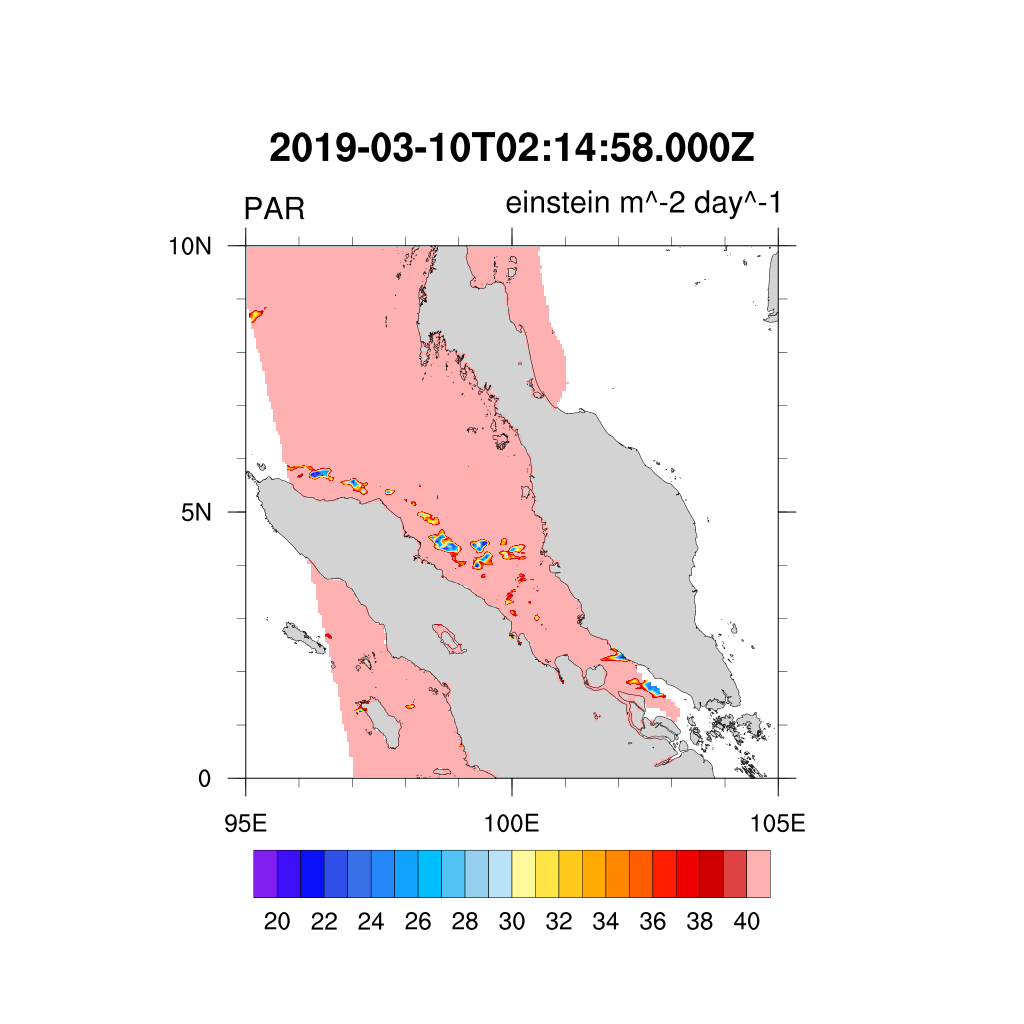 2019-03-10T02:14:58.000Z
PAR einstein m^-2 day^-1
10N
5N
0
95E 100E 105E
20 22 24 26 28 30 32 34 36 38 40